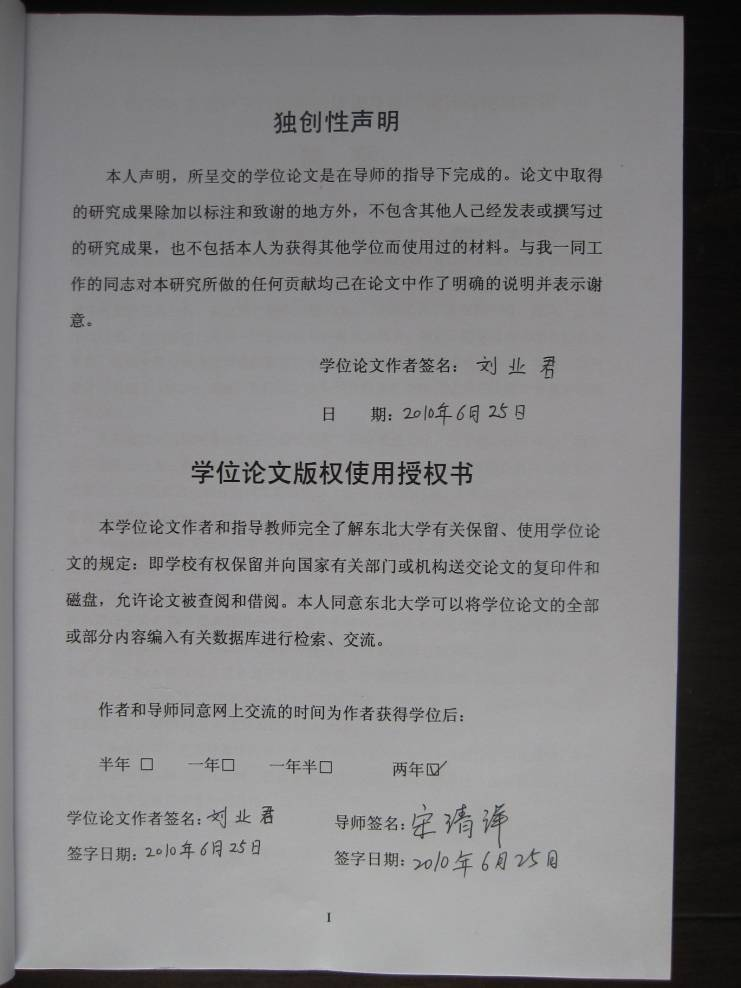 独创性声明
本人声明，所呈交的学位论文是在导师的指导下完成的。论文中取得
的研究成果除加以标注和致谢的地方外，不包含其他人己经发表或撰写过
的研究成果，也不包括本人为获得其他学位而使用过的材料。与我一同工
作的同志对本研究所做的任何贡献均己在论文中作了明确的说明并表示谢
意。
学位论文作者签名：刘业君
日 期：2010年6月25日
学位论文版权使用授权书
本学位论文作者和指导教师完全了解东北大学有关保留、使用学位论
文的规定：即学校有权保留并向国家有关部门或机构送交论文的复印件和
磁盘，允许论文被查阅和借阅。本人同意东北大学可以将学位论文的全部
或部分内容编入有关数据库进行检索、交流。
作者和导师同意网上交流的时间为作者获得学位后：
半年 □ 一年□ 一年半□ 两年☑
学位论文作者签名：刘业君 导师签名：宋清洋
签字日期：2010年6月25日 签字日期：2010年6月25日
I